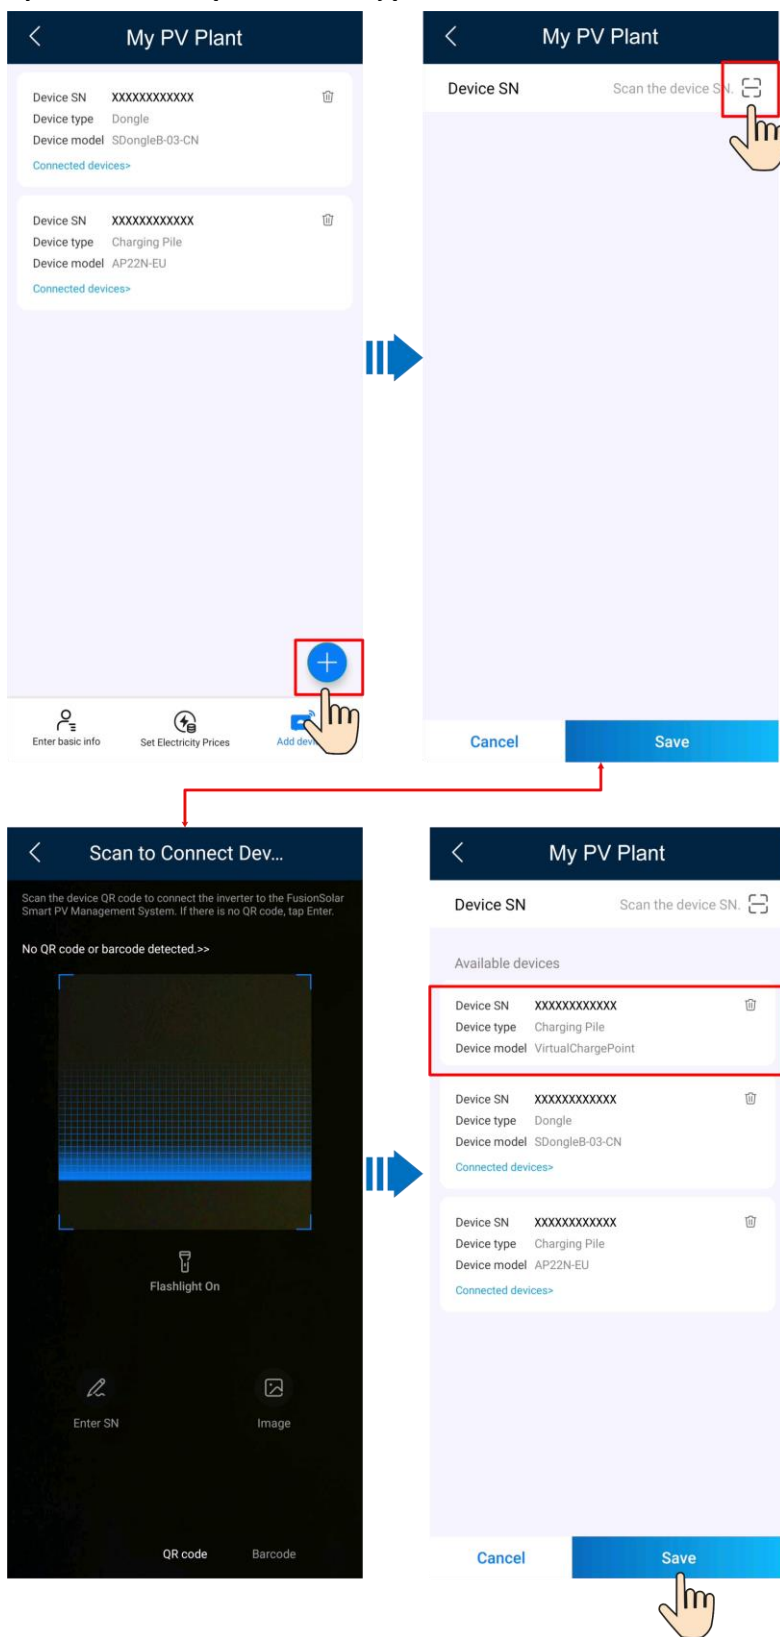 My PV Plant
Device SN XXXXXXXXXXXX
Device type Dongle
Device model SDongleB-03-CN
Connected devices>
Device SN XXXXXXXXXXXX
Device type Charging Pile
Device model AP22N-EU
Connected devices>
Enter basic info
Set Electricity Prices
My PV Plant
Device SN Scan the device SN.
Cancel
Save
Scan to Connect Dev...
Scan the device QR code to connect the inverter to the FusionSolar
Smart PV Management System. If there is no QR code, tap Enter.
No QR code or barcode detected.>>
Flashlight On
Enter SN
Image
QR code
Barcode
My PV Plant
Device SN Scan the device SN.
Available devices
Device SN XXXXXXXXXXXX
Device type Charging Pile
Device model VirtualChargePoint
Device SN XXXXXXXXXXXX
Device type Dongle
Device model SDongleB-03-CN
Connected devices>
Device SN XXXXXXXXXXXX
Device type Charging Pile
Device model AP22N-EU
Connected devices>
Cancel
Save